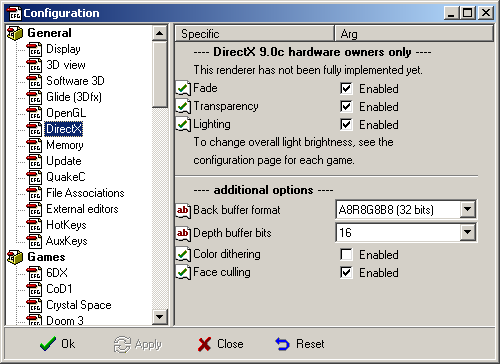 Configuration
General
Display
3D view
Software 3D
Glide (3Dfx)
OpenGL
DirectX
Memory
Update
QuakeC
File Associations
External editors
HotKeys
AuxKeys
Games
6DX
CoD1
Crystal Space
Doom 3
Specific Arg
---- DirectX 9.0c hardware owners only ----
This renderer has not been fully implemented yet.
Fade Enabled
Transparency Enabled
Lighting Enabled
To change overall light brightness, see the
configuration page for each game.
---- additional options ----
Back buffer format A8R8G8B8 (32 bits)
Depth buffer bits 16
Color dithering Enabled
Face culling Enabled
Ok Apply Close Reset